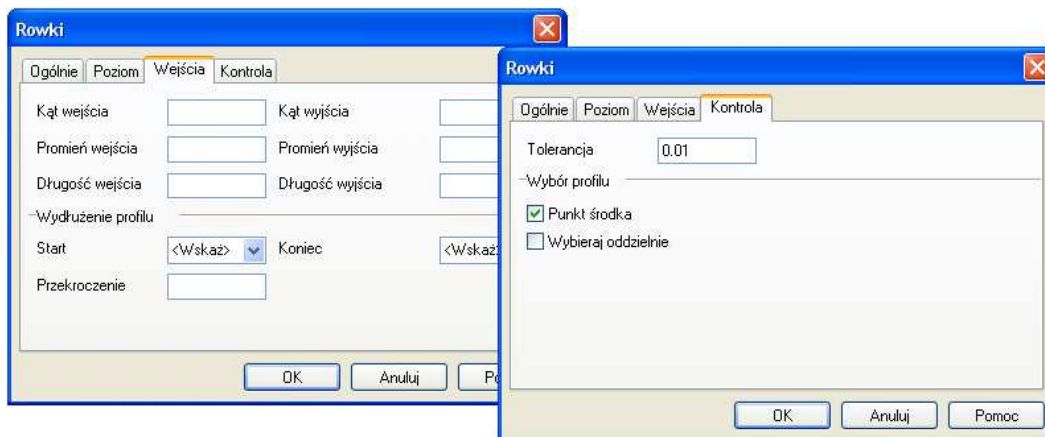 Rowki
Ogólnie Poziom Wejścia Kontrola
Kąt wejścia Kąt wyjścia
Promień wejścia Promień wyjścia
Długość wejścia Długość wyjścia
Wydłużenie profilu
Start <Wskaż> Koniec <Wskaż>
Przekroczenie
OK Anuluj
Rowki
Ogólnie Poziom Wejścia Kontrola
Tolerancja 0.01
Wybór profilu
Punkt środka
Wybieraj oddzielnie
OK Anuluj Pomoc